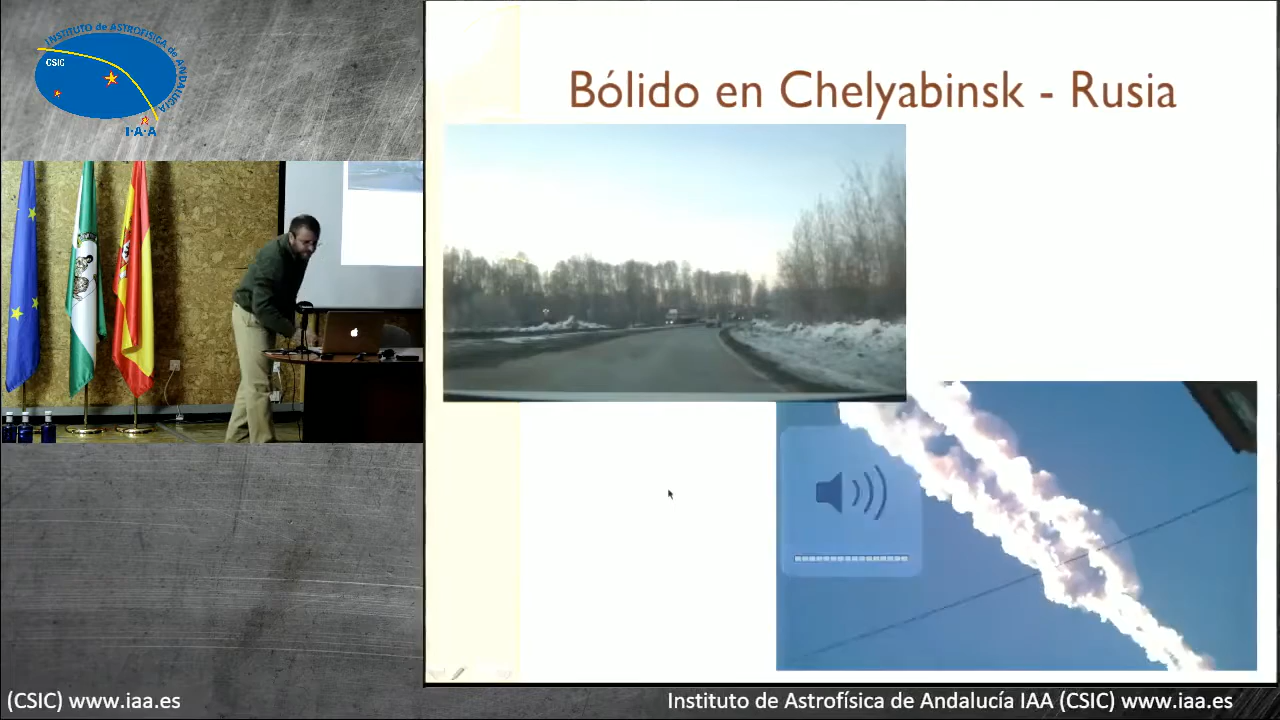 INSTITUTO de ASTROFÍSICA de ANDALUCÍA
CSIC
I·A·A
Bólido en Chelyabinsk - Rusia
(CSIC) www.iaa.es
Instituto de Astrofísica de Andalucía IAA (CSIC) www.iaa.es